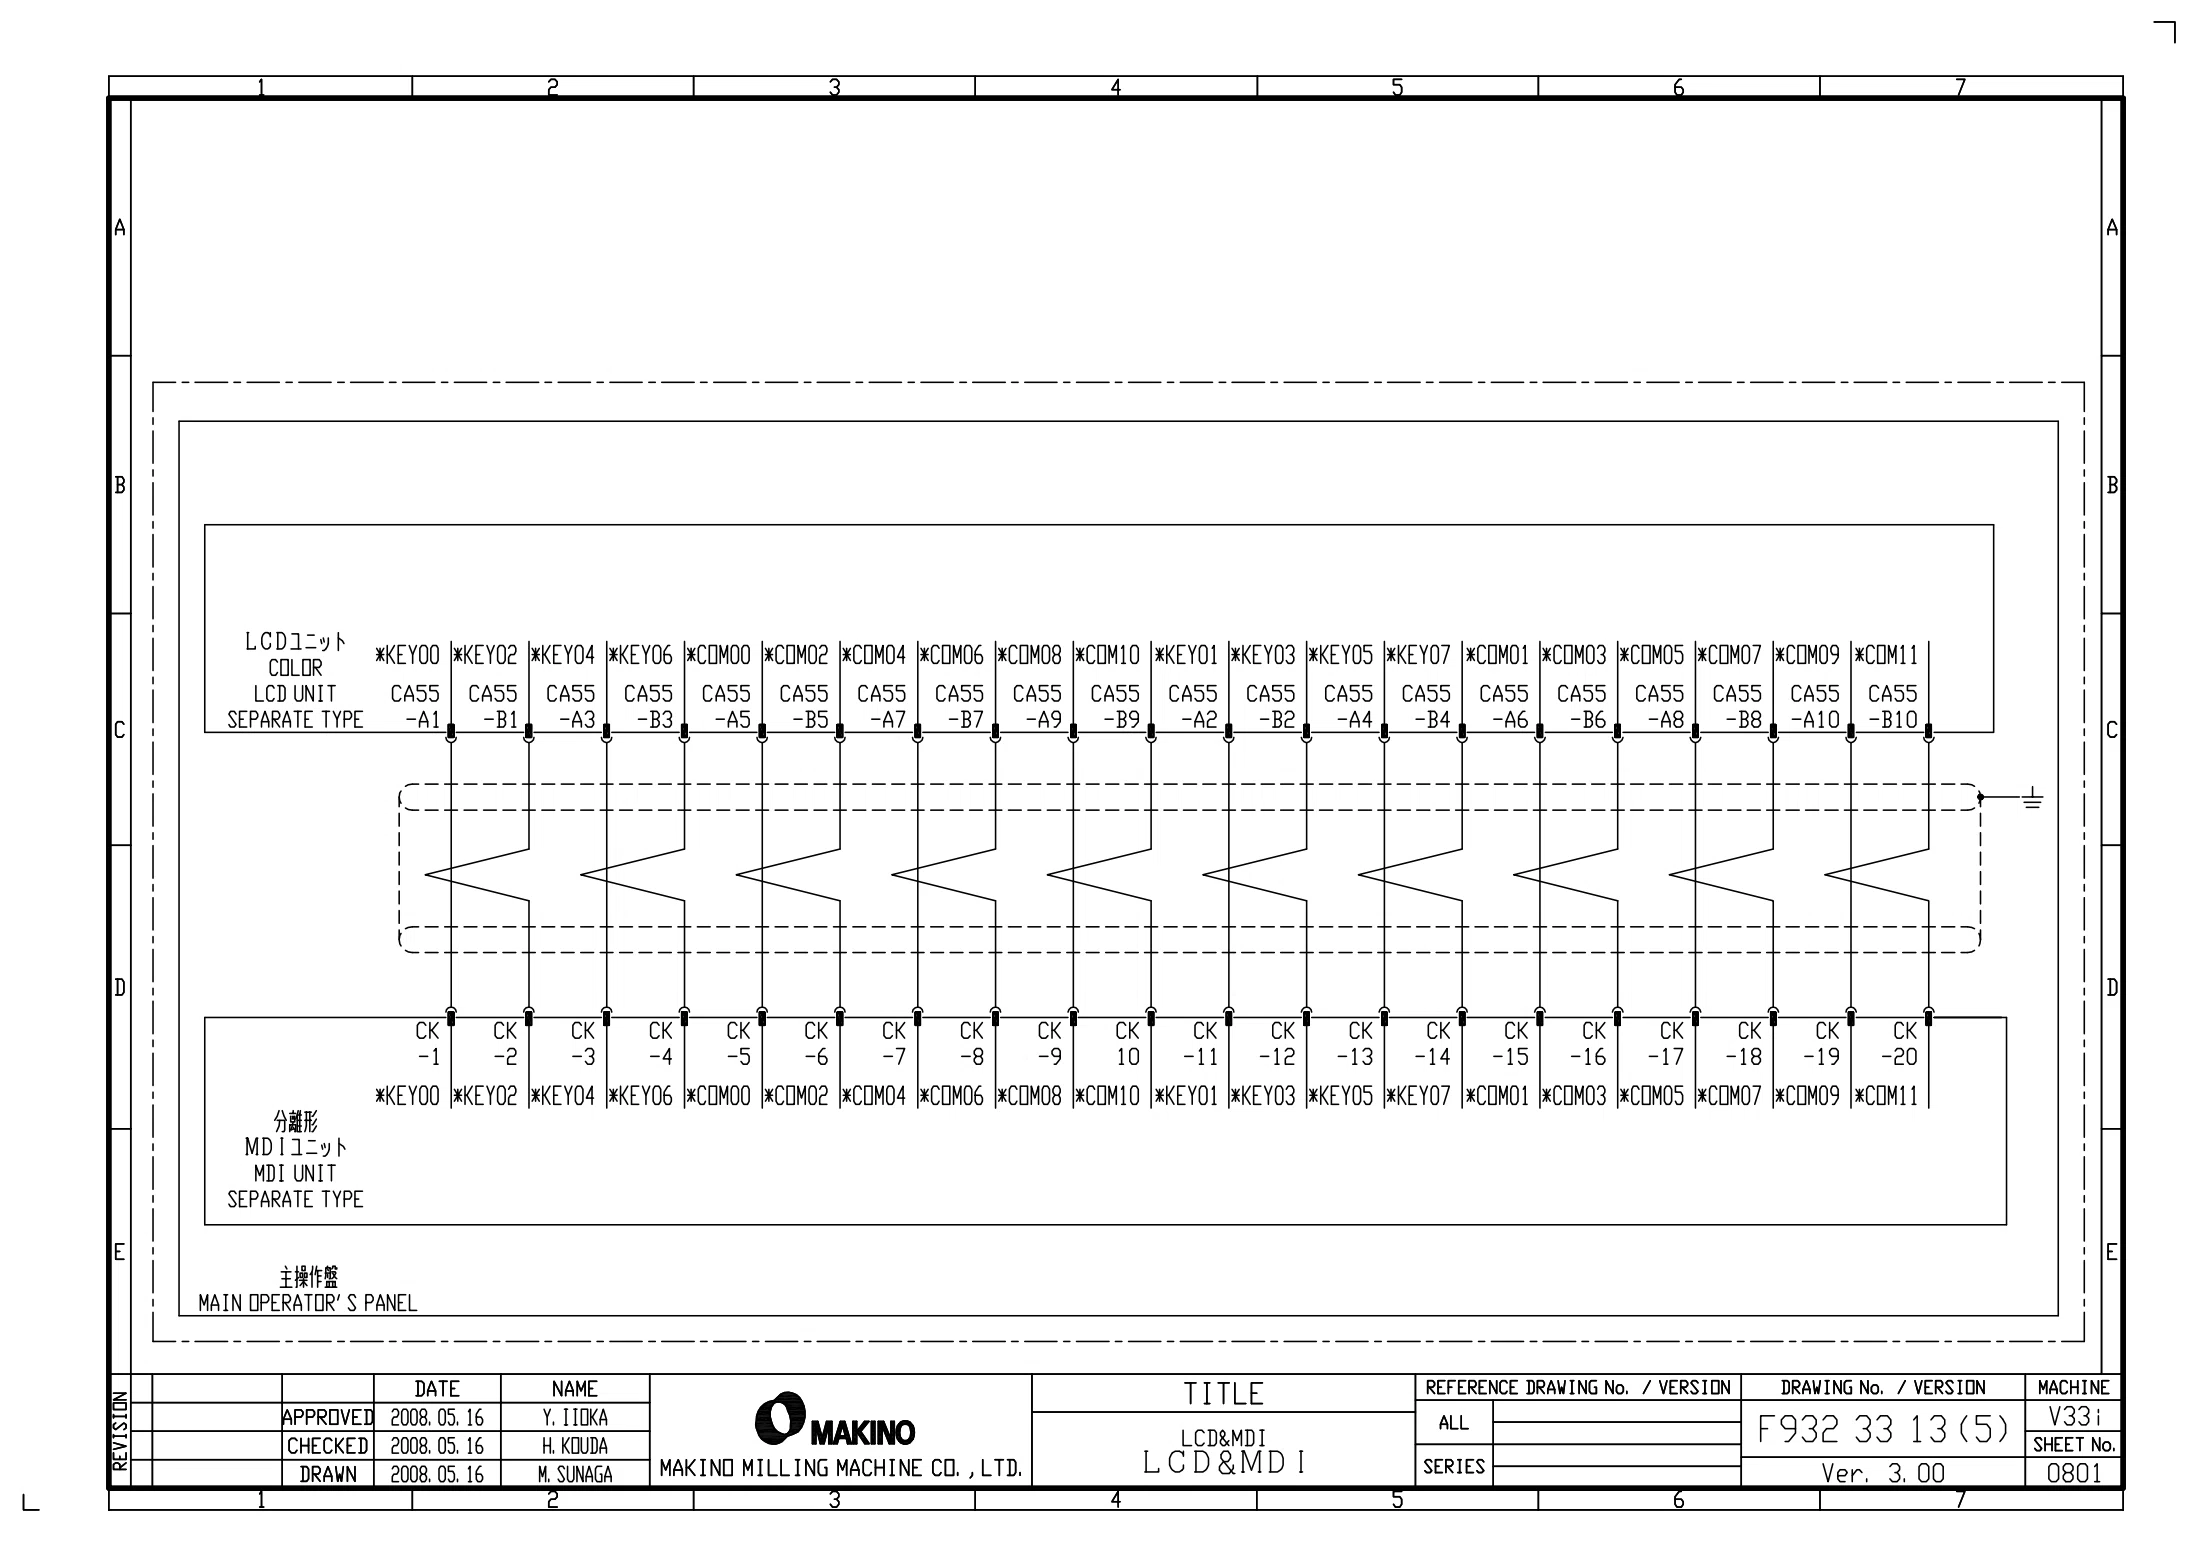 1 2 3 4 5 6 7
A A
B B
LCDユニット
COLOR
LCD UNIT
SEPARATE TYPE
*KEY00 *KEY02 *KEY04 *KEY06 *COM00 *COM02 *COM04 *COM06 *COM08 *COM10 *KEY01 *KEY03 *KEY05 *KEY07 *COM01 *COM03 *COM05 *COM07 *COM09 *COM11
CA55 CA55 CA55 CA55 CA55 CA55 CA55 CA55 CA55 CA55 CA55 CA55 CA55 CA55 CA55 CA55 CA55 CA55 CA55 CA55
-A1 -B1 -A3 -B3 -A5 -B5 -A7 -B7 -A9 -B9 -A2 -B2 -A4 -B4 -A6 -B6 -A8 -B8 -A10 -B10
C C
D D
CK CK CK CK CK CK CK CK CK CK CK CK CK CK CK CK CK CK CK CK
-1 -2 -3 -4 -5 -6 -7 -8 -9 10 -11 -12 -13 -14 -15 -16 -17 -18 -19 -20
*KEY00 *KEY02 *KEY04 *KEY06 *COM00 *COM02 *COM04 *COM06 *COM08 *COM10 *KEY01 *KEY03 *KEY05 *KEY07 *COM01 *COM03 *COM05 *COM07 *COM09 *COM11
分離形
MDIユニット
MDI UNIT
SEPARATE TYPE
E E
主操作盤
MAIN OPERATOR'S PANEL
REVISION
DATE NAME
APPROVED 2008.05.16 Y.IIOKA
CHECKED 2008.05.16 H.KOUDA
DRAWN 2008.05.16 M.SUNAGA
MAKINO
MAKINO MILLING MACHINE CO.,LTD.
TITLE
LCD&MDI
LCD&MDI
REFERENCE DRAWING No. / VERSION
ALL
SERIES
DRAWING No. / VERSION
F932 33 13(5)
Ver. 3.00
MACHINE
V33i
SHEET No.
0801
1 2 3 4 5 6 7